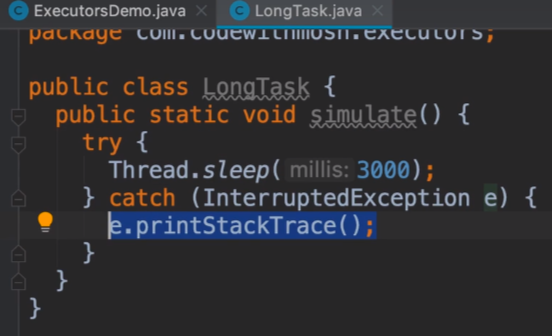 ExecutorsDemo.java × LongTask.java ×
package com.codewithmosh.executors;
public class LongTask {
public static void simulate() {
try {
Thread.sleep( millis: 3000);
} catch (InterruptedException e) {
e.printStackTrace();
}
}
}